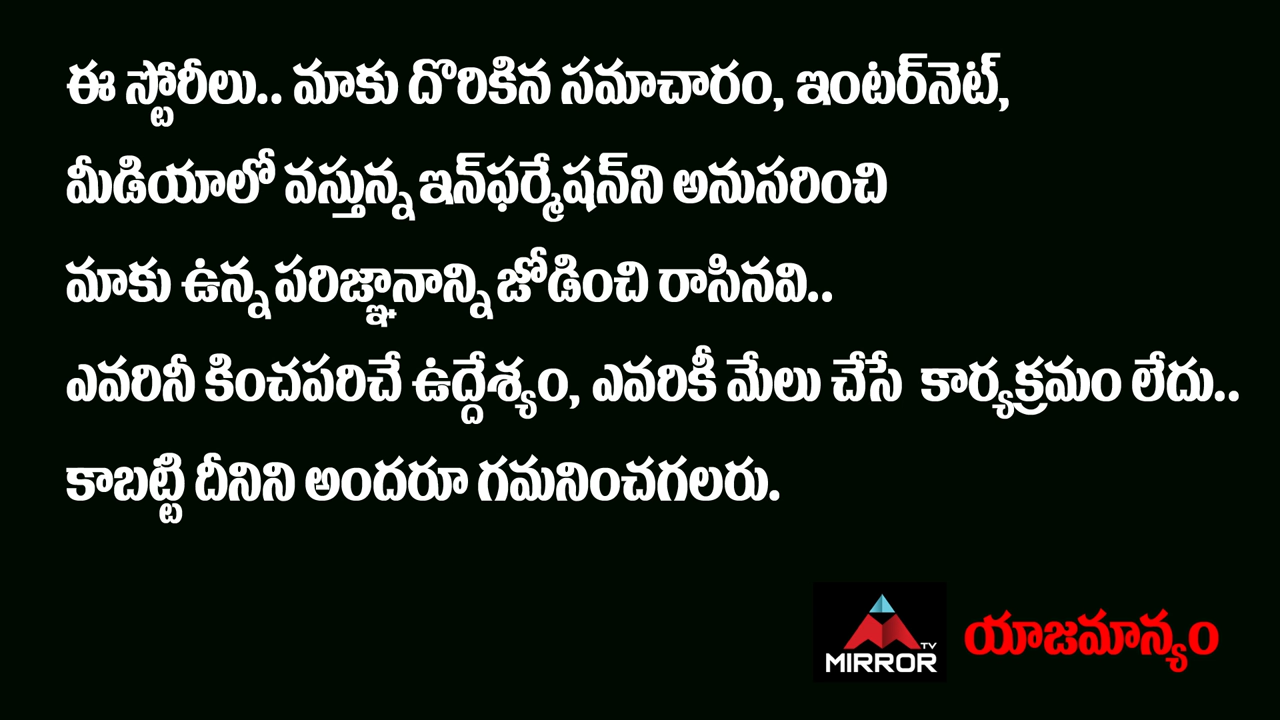 ఈ స్టోరీలు.. మాకు దొరికిన సమాచారం, ఇంటర్‌నెట్,
మీడియాలో వస్తున్న ఇన్‌ఫర్మేషన్‌ని అనుసరించి
మాకు ఉన్న పరిజ్ఞానాన్ని జోడించి రాసినవి..
ఎవరినీ కించపరిచే ఉద్దేశ్యం, ఎవరికీ మేలు చేసే కార్యక్రమం లేదు..
కాబట్టి దీనిని అందరూ గమనించగలరు.
TV
MIRROR
యాజమాన్యం